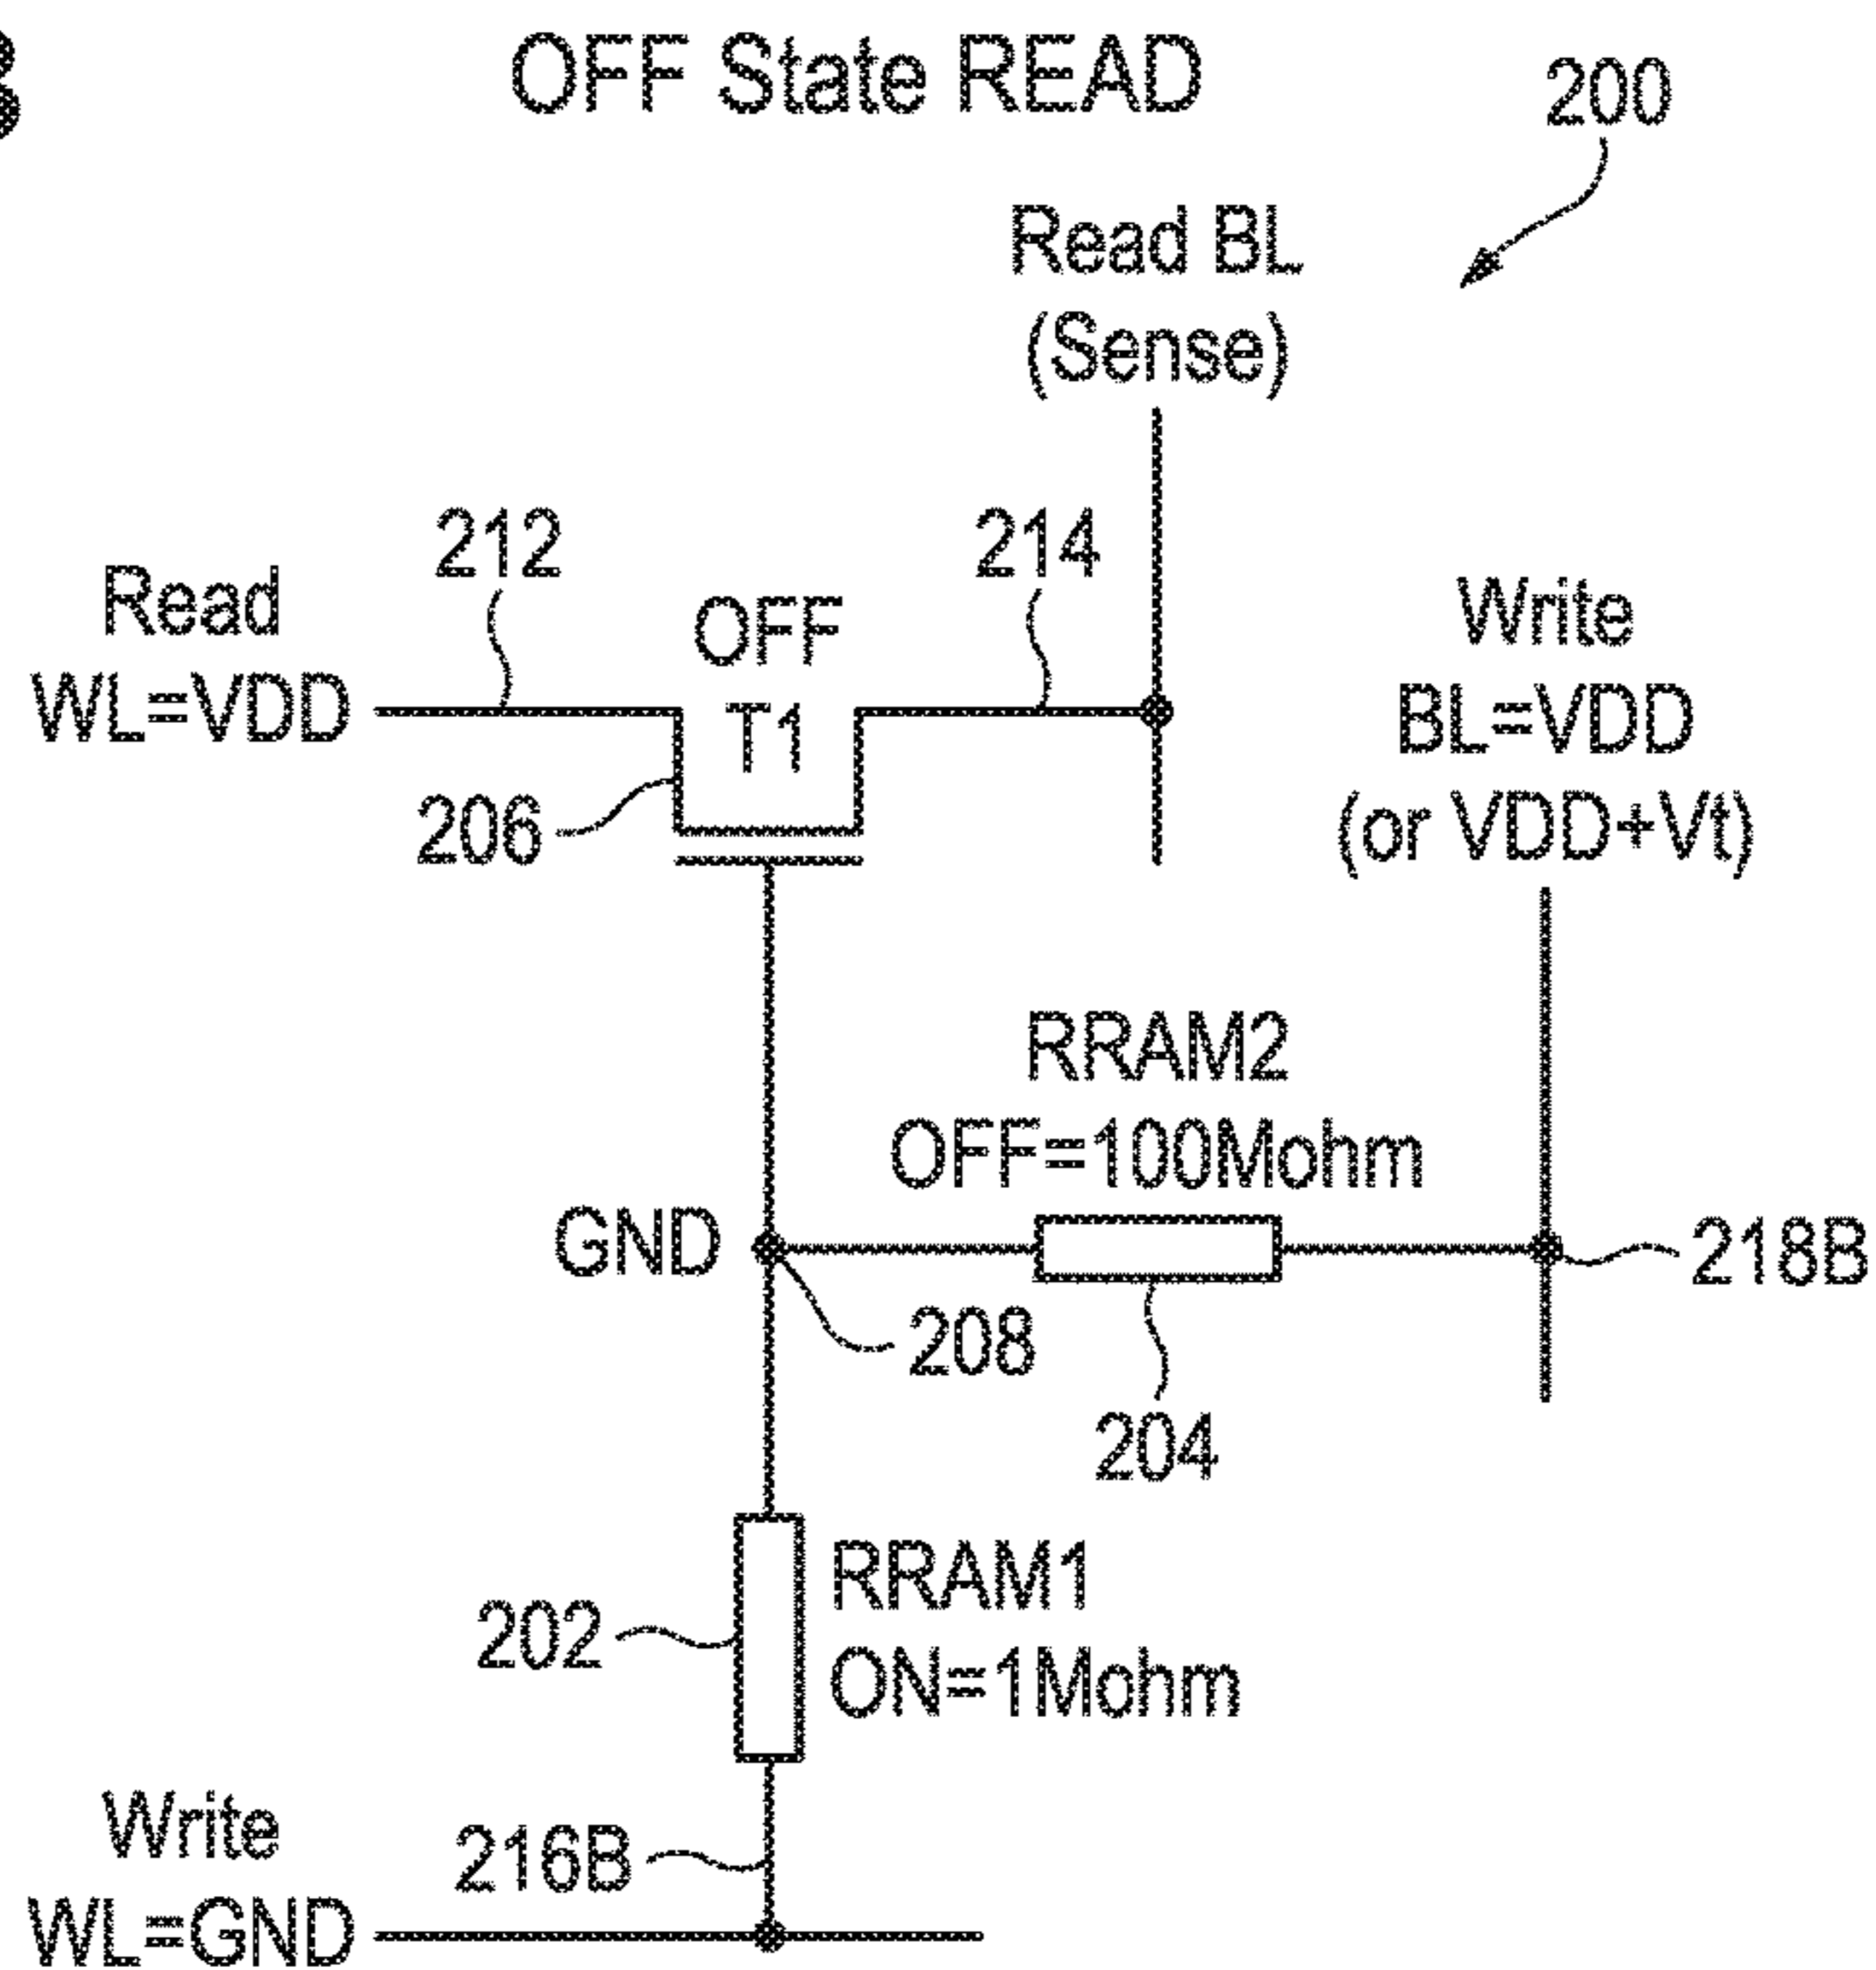 OFF State READ
200
Read BL
(Sense)
212
214
Read
WL=VDD
OFF
T1
Write
BL=VDD
(or VDD+Vt)
206
RRAM2
OFF=100Mohm
GND
218B
208
204
202
RRAM1
ON=1Mohm
Write
WL=GND
216B